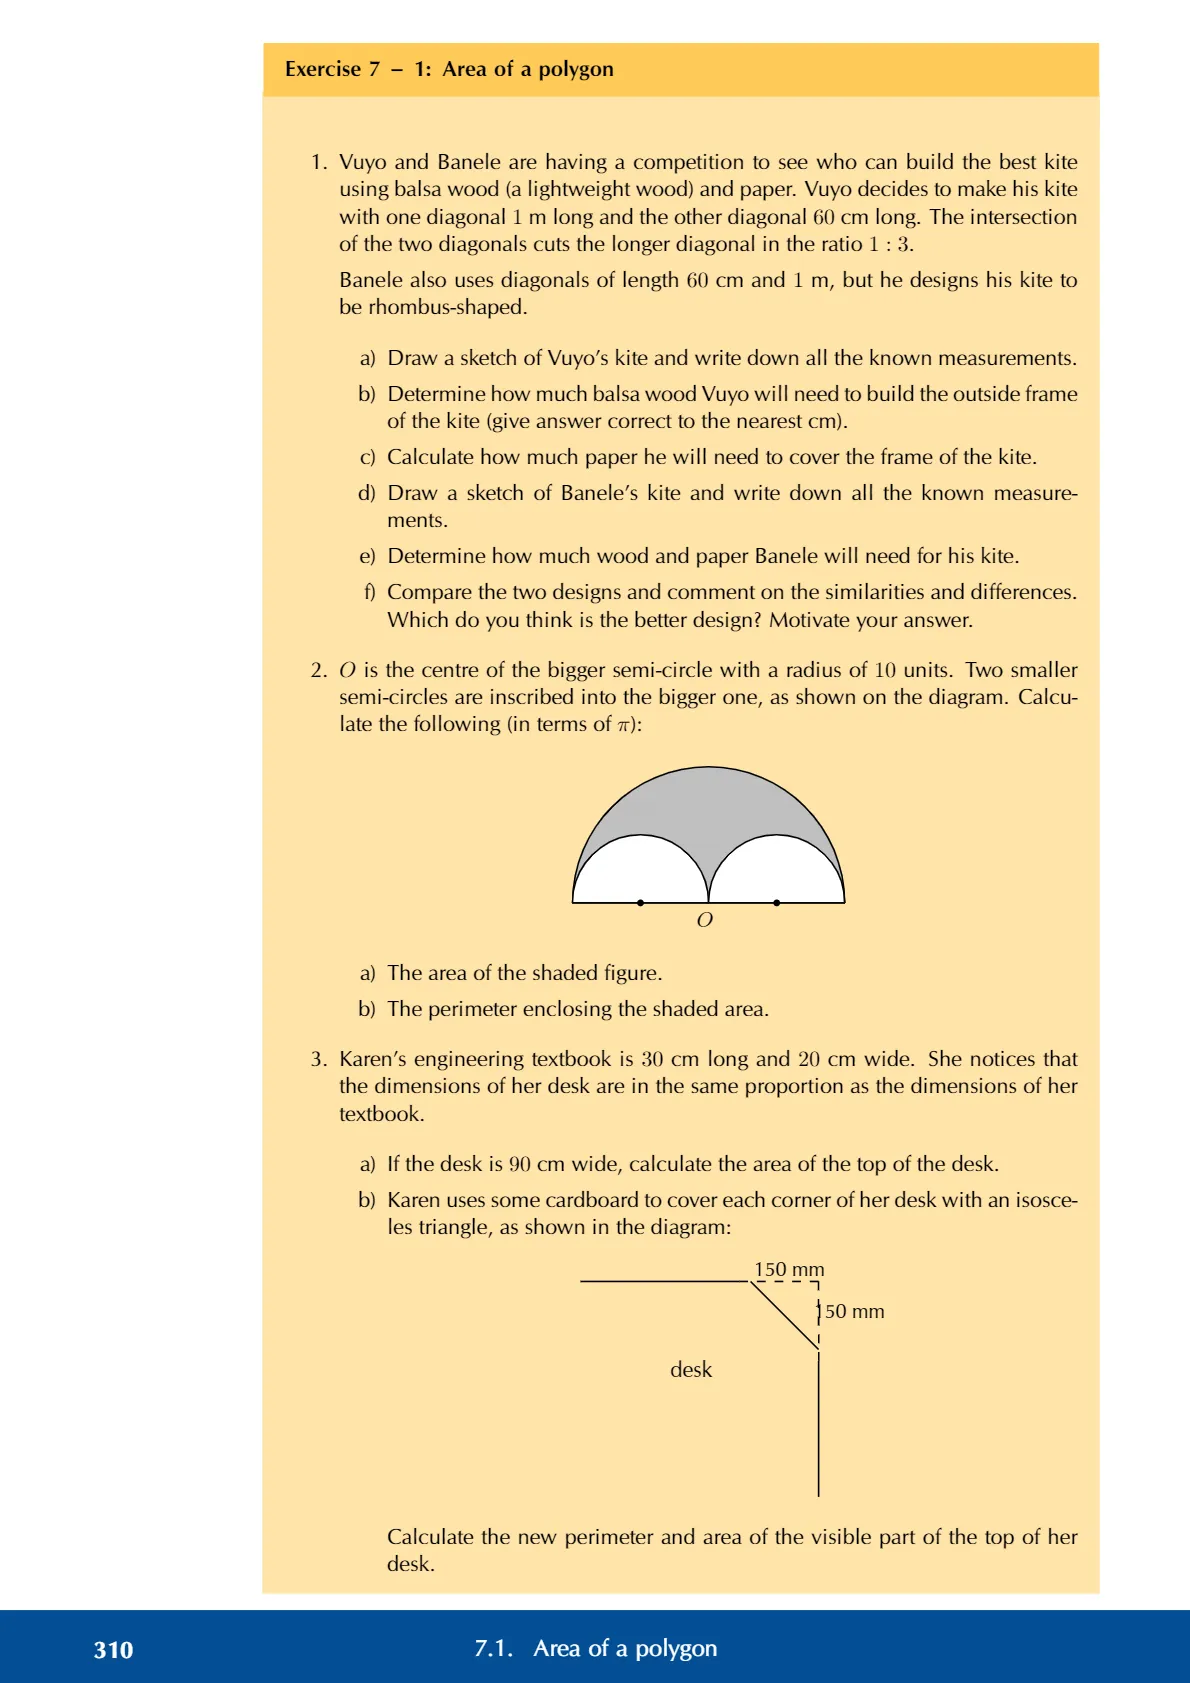 Exercise 7 – 1: Area of a polygon
1. Vuyo and Banele are having a competition to see who can build the best kite
using balsa wood (a lightweight wood) and paper. Vuyo decides to make his kite
with one diagonal 1 m long and the other diagonal 60 cm long. The intersection
of the two diagonals cuts the longer diagonal in the ratio 1 : 3.
Banele also uses diagonals of length 60 cm and 1 m, but he designs his kite to
be rhombus-shaped.
a) Draw a sketch of Vuyo’s kite and write down all the known measurements.
b) Determine how much balsa wood Vuyo will need to build the outside frame
of the kite (give answer correct to the nearest cm).
c) Calculate how much paper he will need to cover the frame of the kite.
d) Draw a sketch of Banele’s kite and write down all the known measure-
ments.
e) Determine how much wood and paper Banele will need for his kite.
f) Compare the two designs and comment on the similarities and differences.
Which do you think is the better design? Motivate your answer.
2. O is the centre of the bigger semi-circle with a radius of 10 units. Two smaller
semi-circles are inscribed into the bigger one, as shown on the diagram. Calcu-
late the following (in terms of π):
O
a) The area of the shaded figure.
b) The perimeter enclosing the shaded area.
3. Karen’s engineering textbook is 30 cm long and 20 cm wide. She notices that
the dimensions of her desk are in the same proportion as the dimensions of her
textbook.
a) If the desk is 90 cm wide, calculate the area of the top of the desk.
b) Karen uses some cardboard to cover each corner of her desk with an isosce-
les triangle, as shown in the diagram:
150 mm
150 mm
desk
Calculate the new perimeter and area of the visible part of the top of her
desk.
310
7.1. Area of a polygon